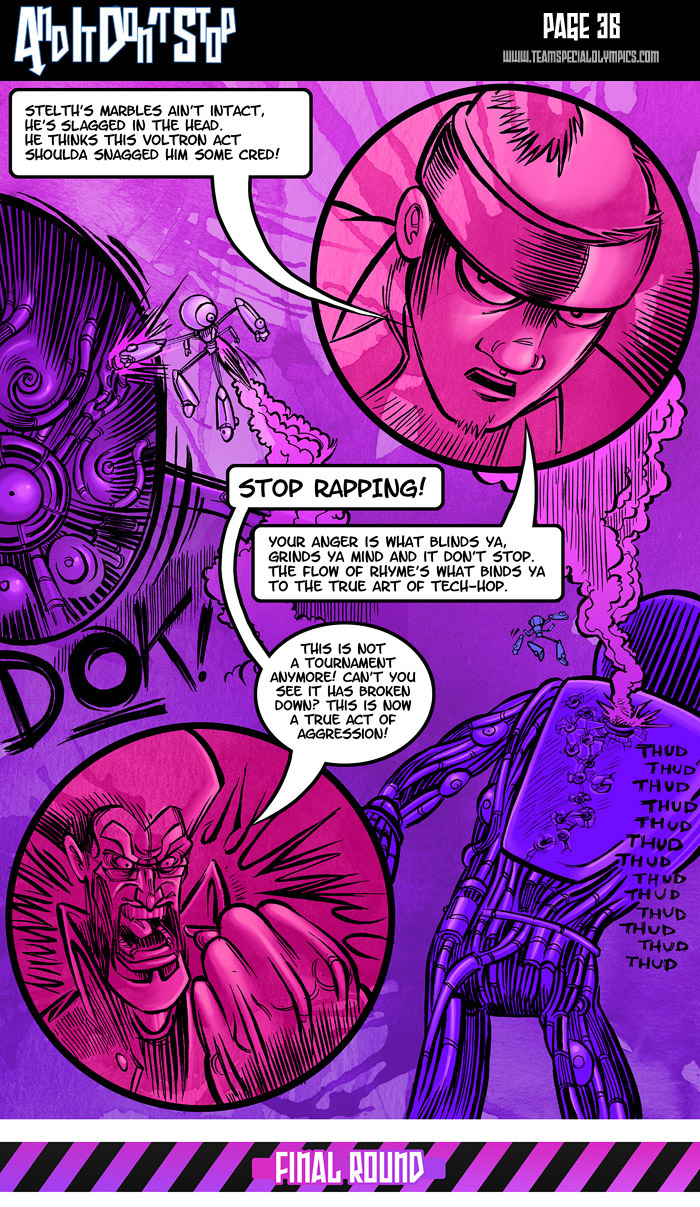 AND IT DON'T STOP
PAGE 36
WWW.TEAMSPECIALOLYMPICS.COM
STELTH'S MARBLES AIN'T INTACT,
HE'S SLAGGED IN THE HEAD.
HE THINKS THIS VOLTRON ACT
SHOULDA SNAGGED HIM SOME CRED!
STOP RAPPING!
YOUR ANGER IS WHAT BLINDS YA,
GRINDS YA MIND AND IT DON'T STOP.
THE FLOW OF RHYME'S WHAT BINDS YA
TO THE TRUE ART OF TECH-HOP.
DOK!
THIS IS NOT
A TOURNAMENT
ANYMORE! CAN'T YOU
SEE IT HAS BROKEN
DOWN? THIS IS NOW
A TRUE ACT OF
AGGRESSION!
THUD
THUD
THUD
THUD
THUD
THUD
THUD
THUD
THUD
THUD
THUD
THUD
THUD
FINAL ROUND